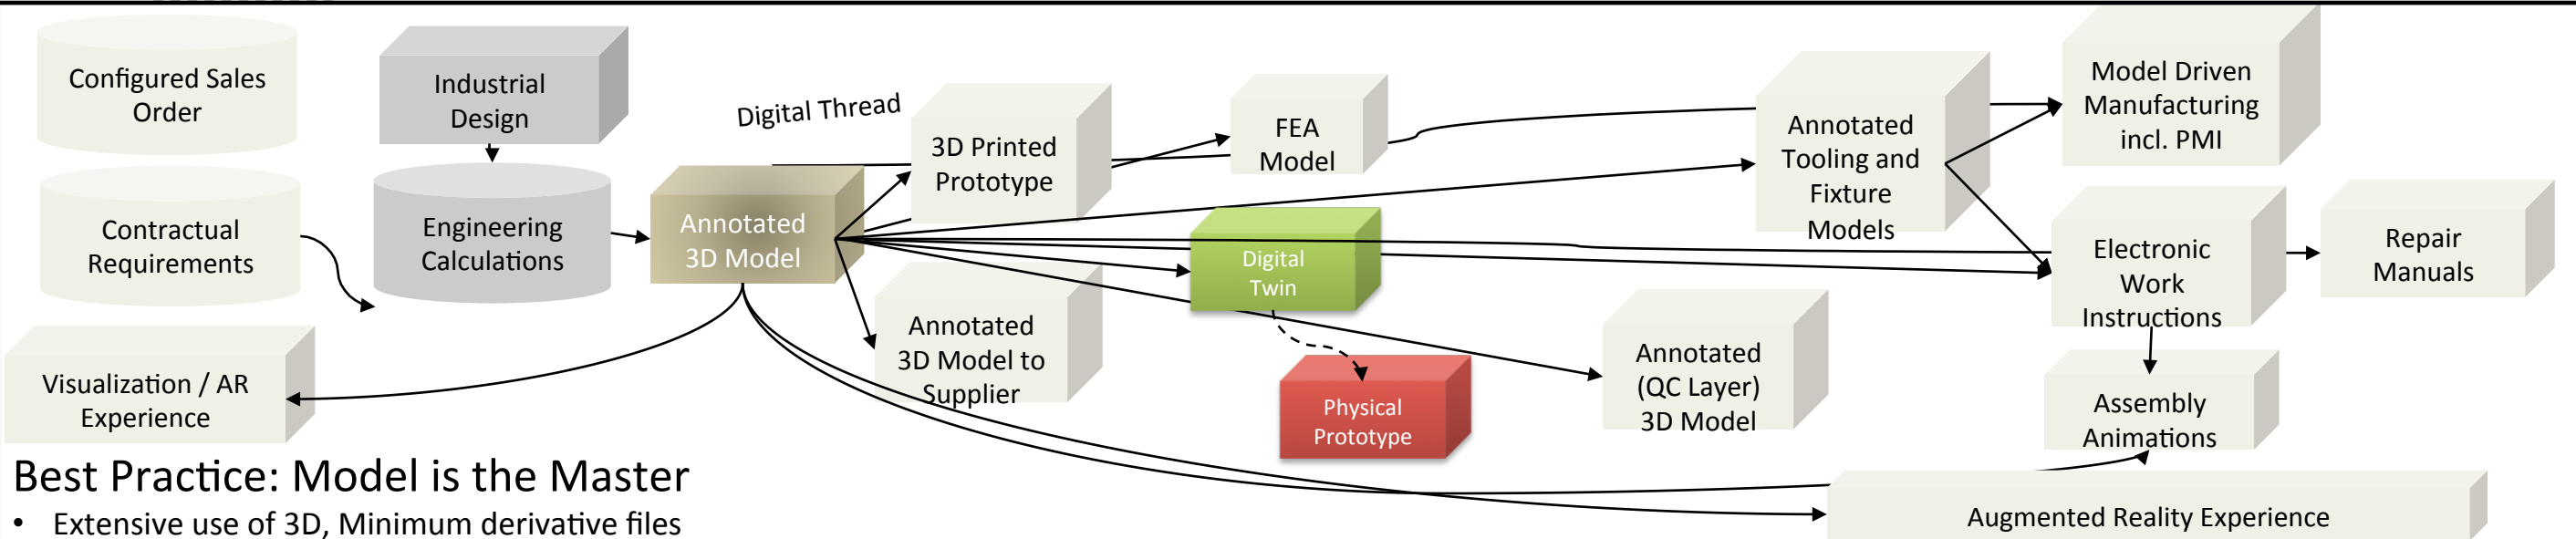 Configured Sales
Order
Industrial
Design
Digital Thread
3D Printed
Prototype
FEA
Model
Annotated
Tooling and
Fixture
Models
Model Driven
Manufacturing
incl. PMI
Contractual
Requirements
Engineering
Calculations
Annotated
3D Model
Digital
Twin
Electronic
Work
Instructions
Repair
Manuals
Visualization / AR
Experience
Annotated
3D Model to
Supplier
Physical
Prototype
Annotated
(QC Layer)
3D Model
Assembly
Animations
Best Practice: Model is the Master
• Extensive use of 3D, Minimum derivative files
Augmented Reality Experience